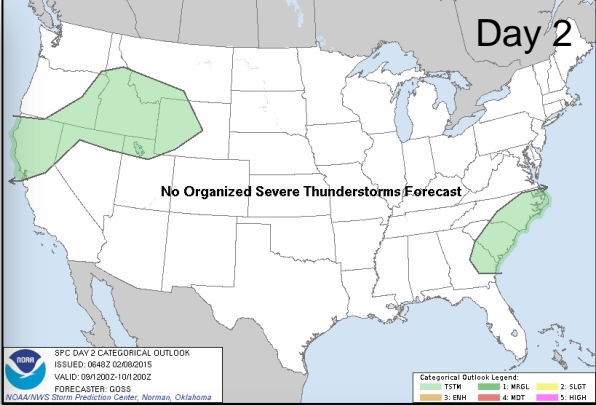 Day 2
No Organized Severe Thunderstorms Forecast
NOAA
SPC DAY 2 CATEGORICAL OUTLOOK
ISSUED: 0648Z 02/08/2015
VALID: 09/1200Z-10/1200Z
FORECASTER: GOSS
NOAA/NWS Storm Prediction Center, Norman, Oklahoma
Categorical Outlook Legend:
TSTM 1: MRGL 2: SLGT
3: ENH 4: MDT 5: HIGH